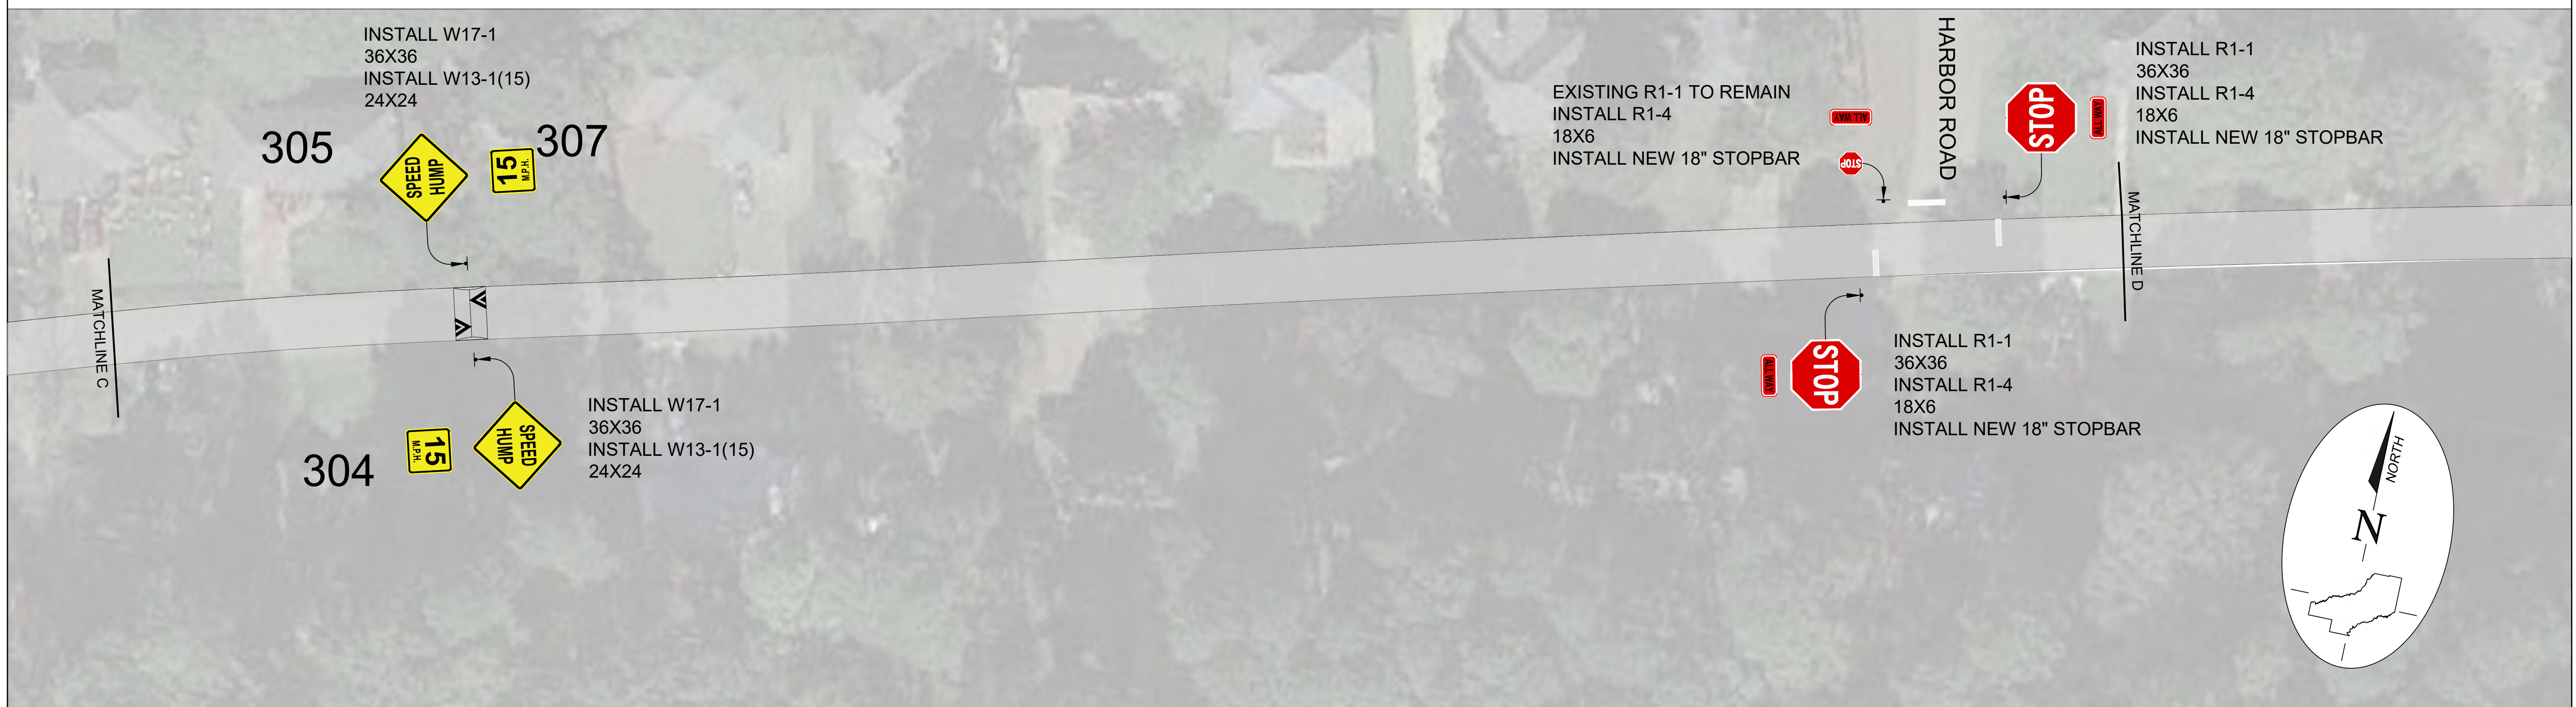 INSTALL W17-1
36X36
INSTALL W13-1(15)
24X24
305
SPEED
HUMP
15
M.P.H.
307
MATCHLINE C
304
15
M.P.H.
SPEED
HUMP
INSTALL W17-1
36X36
INSTALL W13-1(15)
24X24
EXISTING R1-1 TO REMAIN
INSTALL R1-4
18X6
INSTALL NEW 18" STOPBAR
ALL WAY
STOP
HARBOR ROAD
STOP
ALL WAY
INSTALL R1-1
36X36
INSTALL R1-4
18X6
INSTALL NEW 18" STOPBAR
MATCHLINE D
ALL WAY
STOP
INSTALL R1-1
36X36
INSTALL R1-4
18X6
INSTALL NEW 18" STOPBAR
NORTH
N